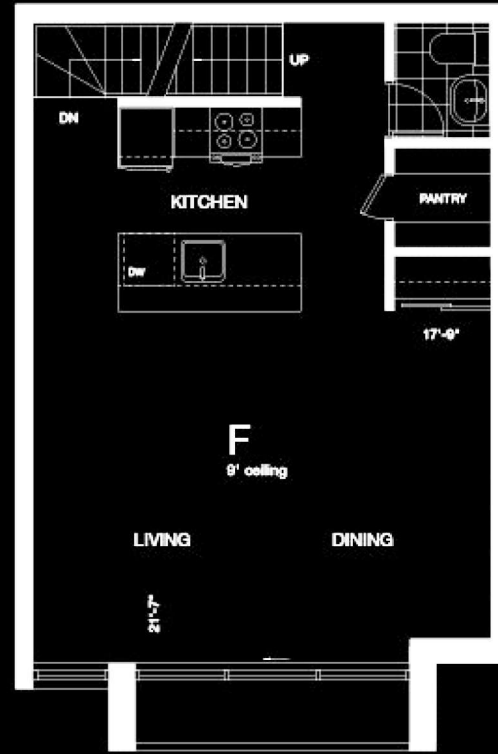 UP
DN
KITCHEN
PANTRY
DW
17'-9"
F
9' ceiling
LIVING
DINING
21'-7"